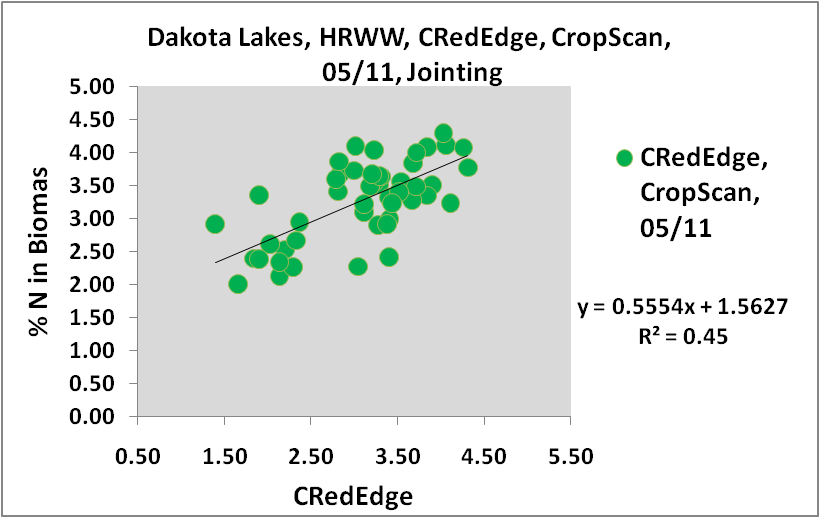 Dakota Lakes, HRWW, CRedEdge, CropScan,
05/11, Jointing
% N in Biomas
5.00
4.50
4.00
3.50
3.00
2.50
2.00
1.50
1.00
0.50
0.00
0.50 1.50 2.50 3.50 4.50 5.50
CRedEdge
CRedEdge,
CropScan,
05/11
y = 0.5554x + 1.5627
R² = 0.45